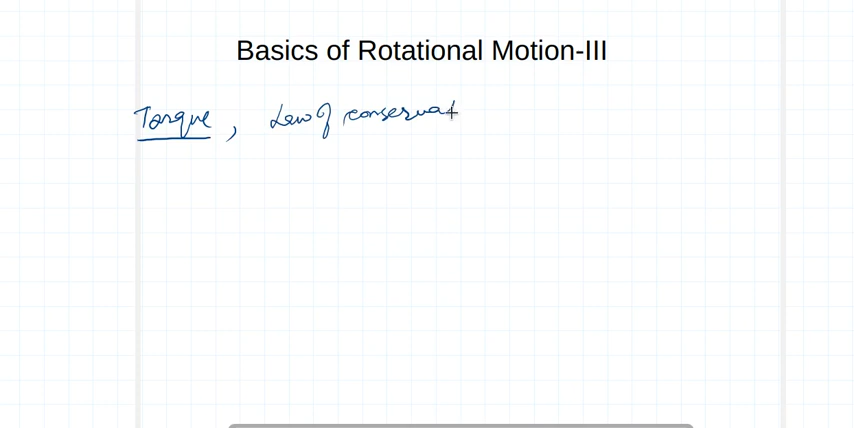 Basics of Rotational Motion-III
Torque, Law of conservat